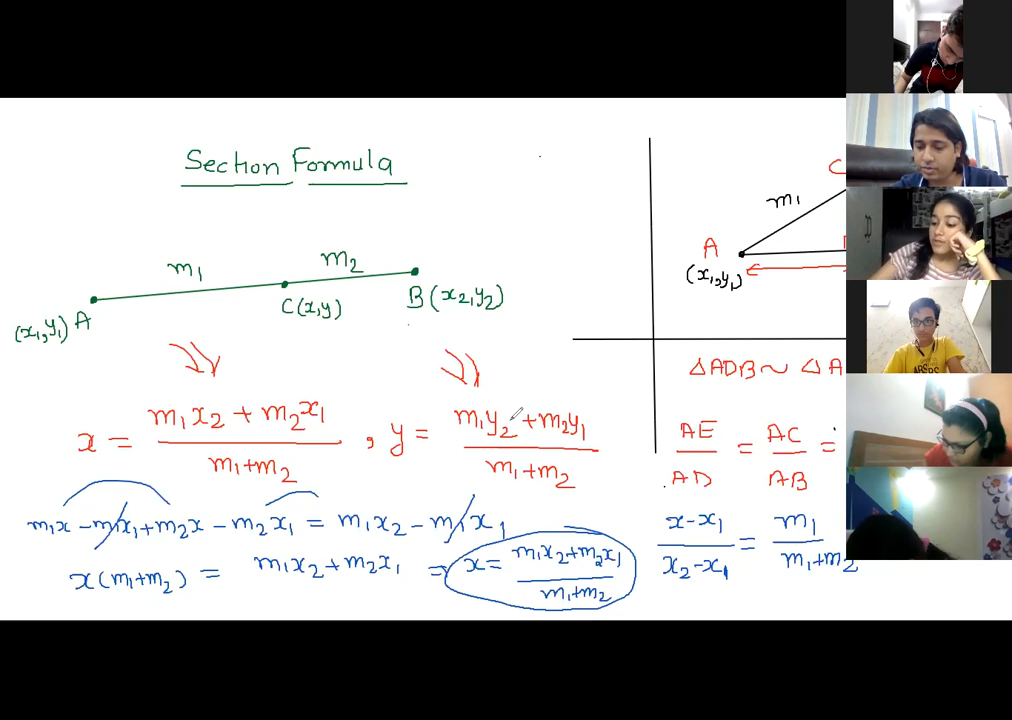 Section Formula
m₁ m₂
(x₁,y₁) A C(x,y) B(x₂,y₂)
x = (m₁x₂ + m₂x₁)/(m₁+m₂) , y = (m₁y₂ + m₂y₁)/(m₁+m₂)
m₁x - m₁x₁ + m₂x - m₂x₁ = m₁x₂ - m₁x₁
x(m₁+m₂) = m₁x₂ + m₂x₁ = x = (m₁x₂+m₂x₁)/(m₁+m₂)
C
m₁
A
(x₁,y₁)
△ADB ~ △A
AE/AD = AC/AB =
(x-x₁)/(x₂-x₁) = m₁/(m₁+m₂)